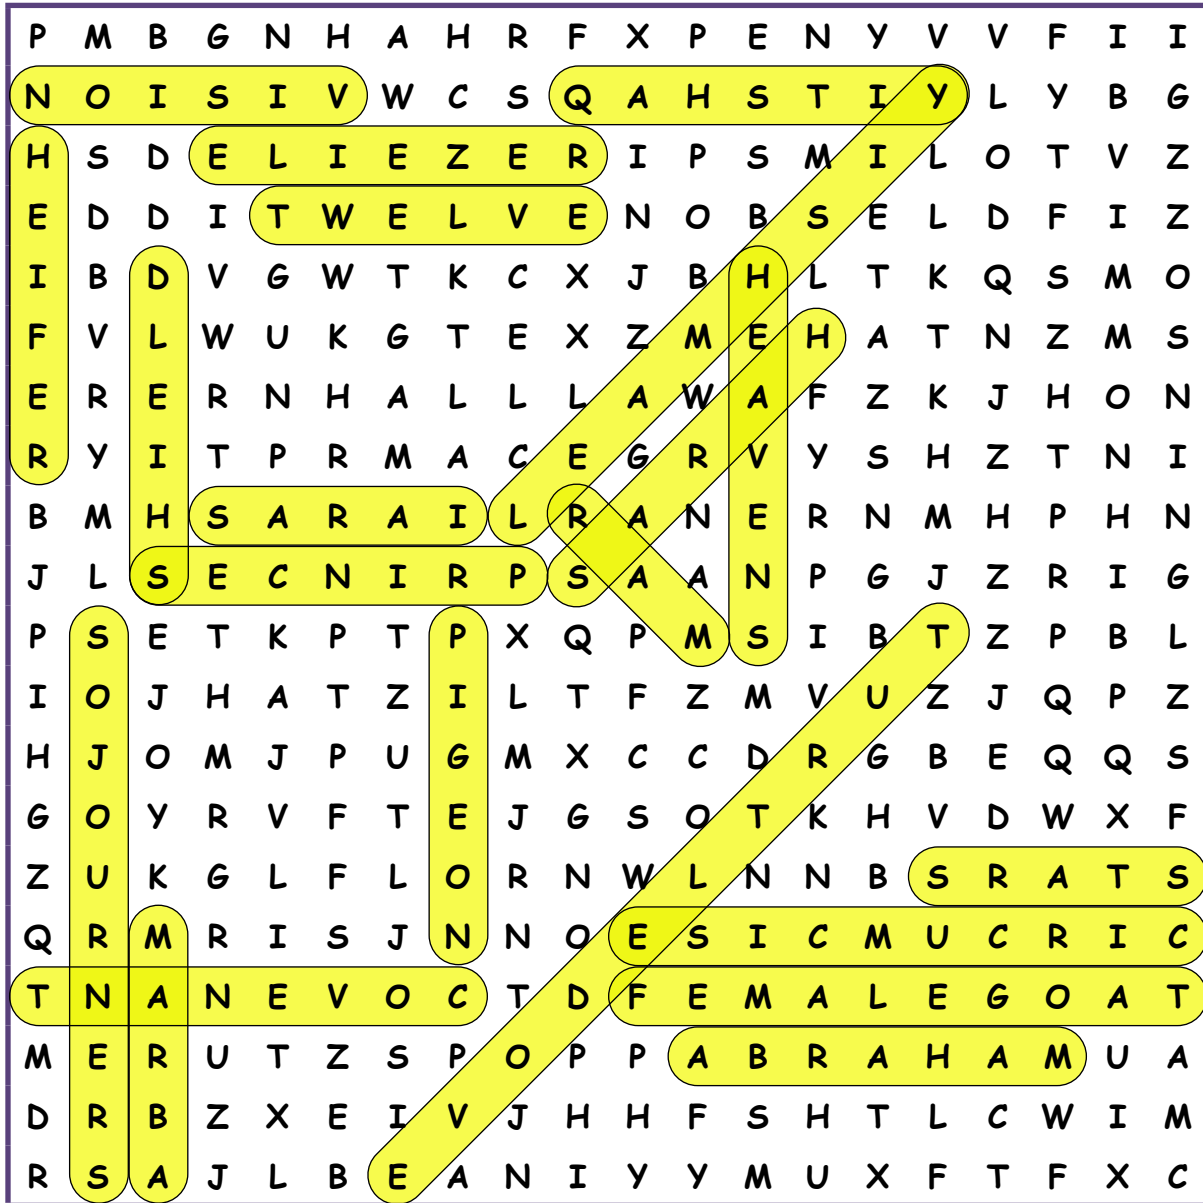 P M B G N H A H R F X P E N Y V V F I I
N O I S I V W C S Q A H S T I Y L Y B G
H S D E L I E Z E R I P S M I L O T V Z
E D D I T W E L V E N O B S E L D F I Z
I B D V G W T K C X J B H L T K Q S M O
F V L W U K G T E X Z M E H A T N Z M S
E R E R N H A L L L A W A F Z K J H O N
R Y I T P R M A C E G R V Y S H Z T N I
B M H S A R A I L R A N E R N M H P H N
J L S E C N I R P S A A N P G J Z R I G
P S E T K P T P X Q P M S I B T Z P B L
I O J H A T Z I L T F Z M V U Z J Q P Z
H J O M J P U G M X C C D R G B E Q Q S
G O Y R V F T E J G S O T K H V D W X F
Z U K G L F L O R N W L N N B S R A T S
Q R M R I S J N N O E S I C M U C R I C
T N A N E V O C T D F E M A L E G O A T
M E R U T Z S P O P P A B R A H A M U A
D R B Z X E I V J H H F S H T L C W I M
R S A J L B E A N I Y Y M U X F T F X C